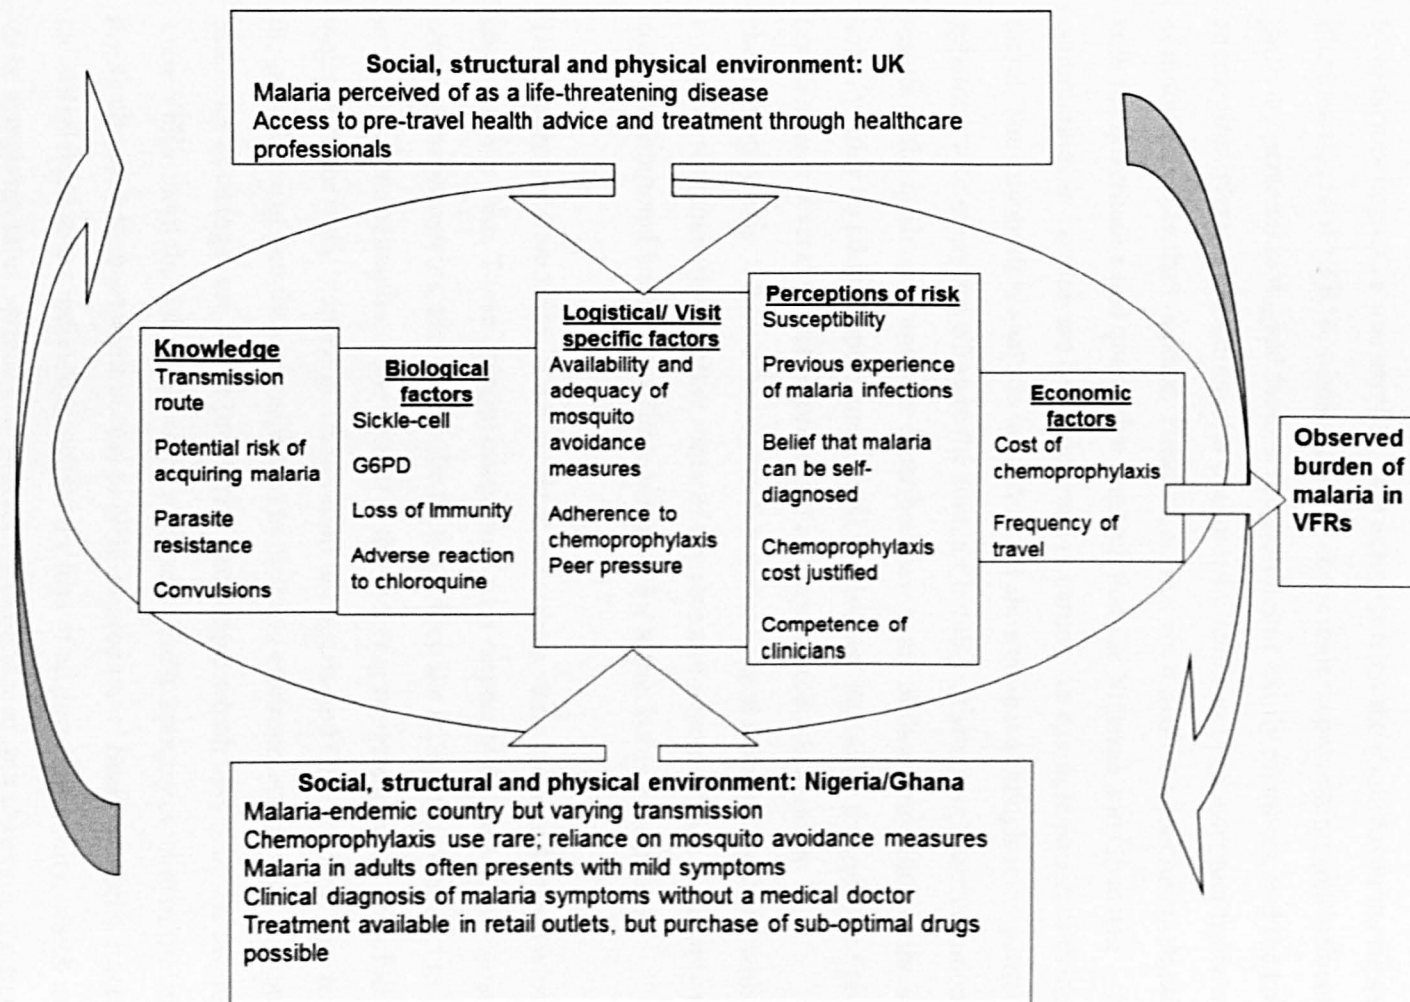 Social, structural and physical environment: UK
Malaria perceived of as a life-threatening disease
Access to pre-travel health advice and treatment through healthcare
professionals
Knowledge
Transmission
route
Potential risk of
acquiring malaria
Parasite
resistance
Convulsions
Biological
factors
Sickle-cell
G6PD
Loss of Immunity
Adverse reaction
to chloroquine
Logistical/ Visit
specific factors
Availability and
adequacy of
mosquito
avoidance
measures
Adherence to
chemoprophylaxis
Peer pressure
Perceptions of risk
Susceptibility
Previous experience
of malaria infections
Belief that malaria
can be self-
diagnosed
Chemoprophylaxis
cost justified
Competence of
clinicians
Economic
factors
Cost of
chemoprophylaxis
Frequency of
travel
Observed
burden of
malaria in
VFRs
Social, structural and physical environment: Nigeria/Ghana
Malaria-endemic country but varying transmission
Chemoprophylaxis use rare; reliance on mosquito avoidance measures
Malaria in adults often presents with mild symptoms
Clinical diagnosis of malaria symptoms without a medical doctor
Treatment available in retail outlets, but purchase of sub-optimal drugs
possible